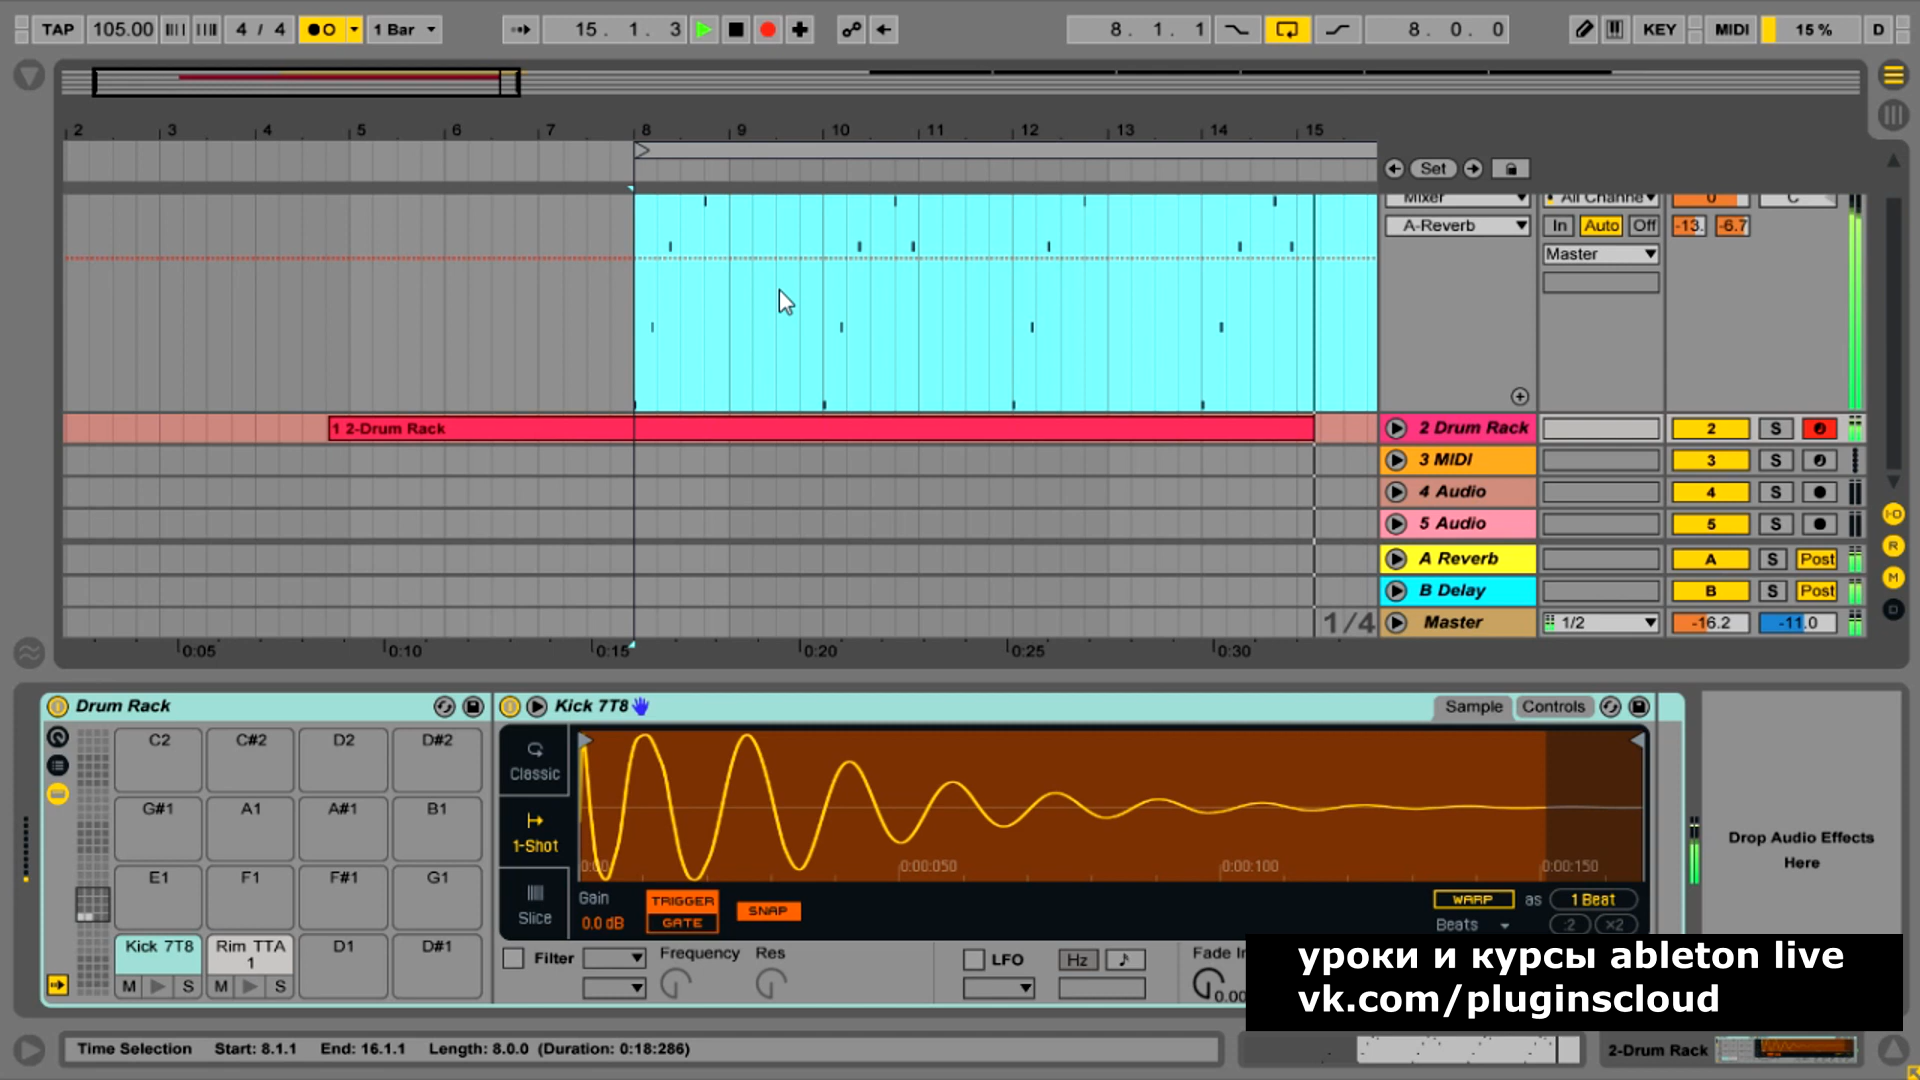 TAP 105.00 4 / 4 1 Bar 15. 1. 3 8. 1. 1 8. 0. 0 KEY MIDI 15 % D
2 3 4 5 6 7 8 9 10 11 12 13 14 15
Set
Mixer All Channe 0 C
A-Reverb In Auto Off -13. -6.7
Master
1 2-Drum Rack 2 Drum Rack 2 S
3 MIDI 3 S
4 Audio 4 S
5 Audio 5 S
A Reverb A S Post
B Delay B S Post
1/4 Master 1/2 -16.2 -11.0
0:05 0:10 0:15 0:20 0:25 0:30
I-O
R
M
D
Drum Rack Kick 7T8 Sample Controls
C2 C#2 D2 D#2
G#1 A1 A#1 B1
E1 F1 F#1 G1
Kick 7T8 Rim TTA 1 D1 D#1
M S M S
Classic
1-Shot
Slice
0:00 0:00:050 0:00:100 0:00:150
Gain TRIGGER SNAP WARP as 1 Beat
0.0 dB GATE Beats :2 ×2
Filter Frequency Res LFO Hz Fade In
0.00
Drop Audio Effects
Here
уроки и курсы ableton live
vk.com/pluginscloud
Time Selection Start: 8.1.1 End: 16.1.1 Length: 8.0.0 (Duration: 0:18:286) 2-Drum Rack